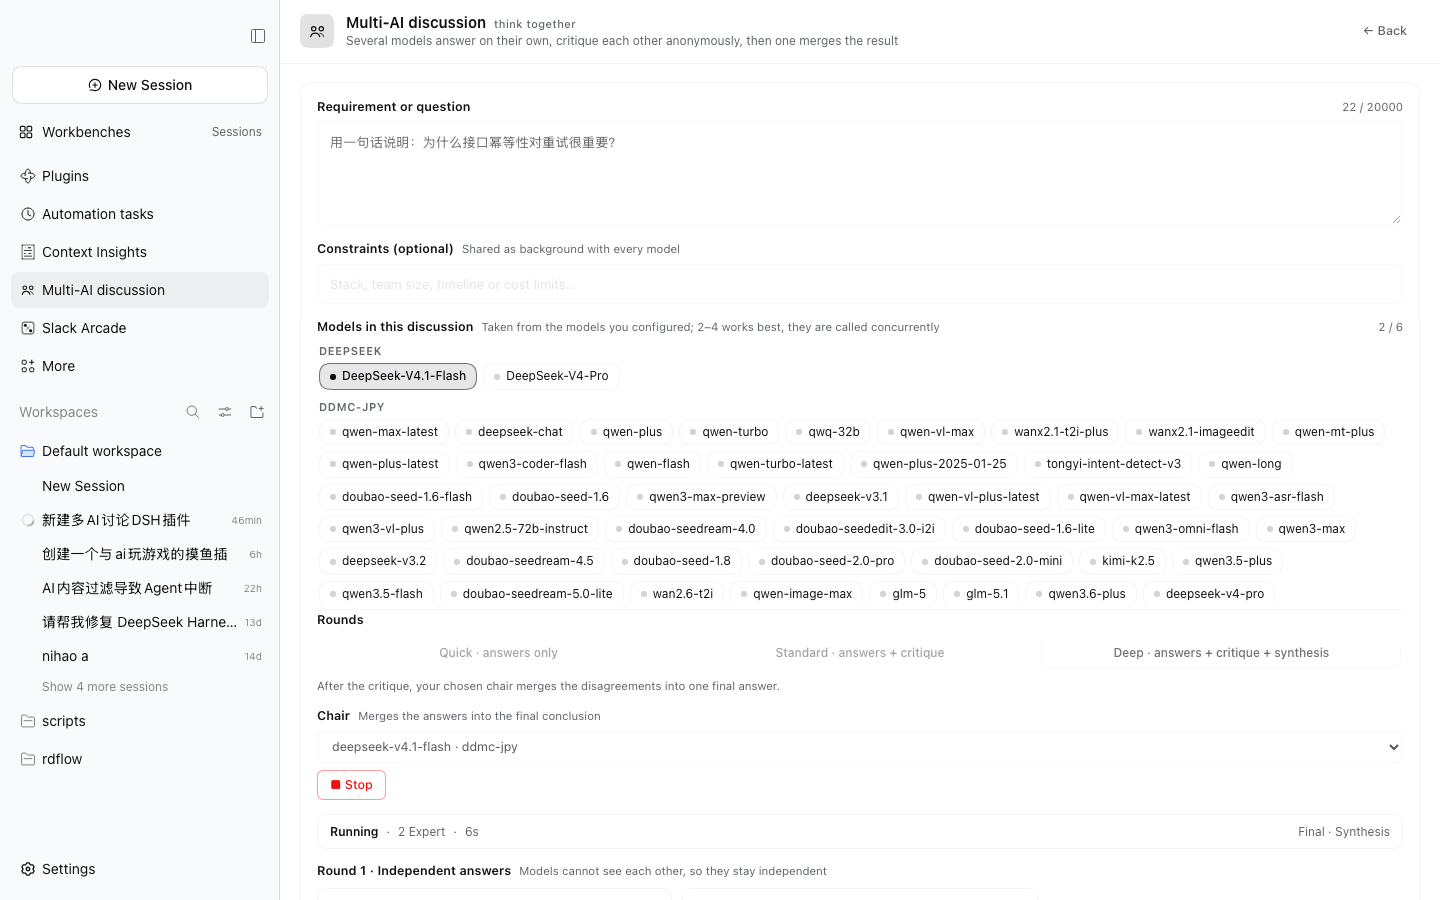 New Session
Workbenches
Sessions
Plugins
Automation tasks
Context Insights
Multi-AI discussion
Slack Arcade
More
Workspaces
Default workspace
New Session
新建多AI讨论DSH插件
46min
创建一个与ai玩游戏的摸鱼插
6h
AI内容过滤导致Agent中断
22h
请帮我修复 DeepSeek Harne...
13d
nihao a
14d
Show 4 more sessions
scripts
rdflow
Settings
Multi-AI discussion think together
Several models answer on their own, critique each other anonymously, then one merges the result
← Back
Requirement or question
22 / 20000
用一句话说明：为什么接口幂等性对重试很重要?
Constraints (optional) Shared as background with every model
Stack, team size, timeline or cost limits...
Models in this discussion Taken from the models you configured; 2–4 works best, they are called concurrently
2 / 6
DEEPSEEK
DeepSeek-V4.1-Flash DeepSeek-V4-Pro
DDMC-JPY
qwen-max-latest deepseek-chat qwen-plus qwen-turbo qwq-32b qwen-vl-max wanx2.1-t2i-plus wanx2.1-imageedit qwen-mt-plus
qwen-plus-latest qwen3-coder-flash qwen-flash qwen-turbo-latest qwen-plus-2025-01-25 tongyi-intent-detect-v3 qwen-long
doubao-seed-1.6-flash doubao-seed-1.6 qwen3-max-preview deepseek-v3.1 qwen-vl-plus-latest qwen-vl-max-latest qwen3-asr-flash
qwen3-vl-plus qwen2.5-72b-instruct doubao-seedream-4.0 doubao-seededit-3.0-i2i doubao-seed-1.6-lite qwen3-omni-flash qwen3-max
deepseek-v3.2 doubao-seedream-4.5 doubao-seed-1.8 doubao-seed-2.0-pro doubao-seed-2.0-mini kimi-k2.5 qwen3.5-plus
qwen3.5-flash doubao-seedream-5.0-lite wan2.6-t2i qwen-image-max glm-5 glm-5.1 qwen3.6-plus deepseek-v4-pro
Rounds
Quick · answers only
Standard · answers + critique
Deep · answers + critique + synthesis
After the critique, your chosen chair merges the disagreements into one final answer.
Chair Merges the answers into the final conclusion
deepseek-v4.1-flash · ddmc-jpy
Stop
Running · 2 Expert · 6s
Final · Synthesis
Round 1 · Independent answers Models cannot see each other, so they stay independent